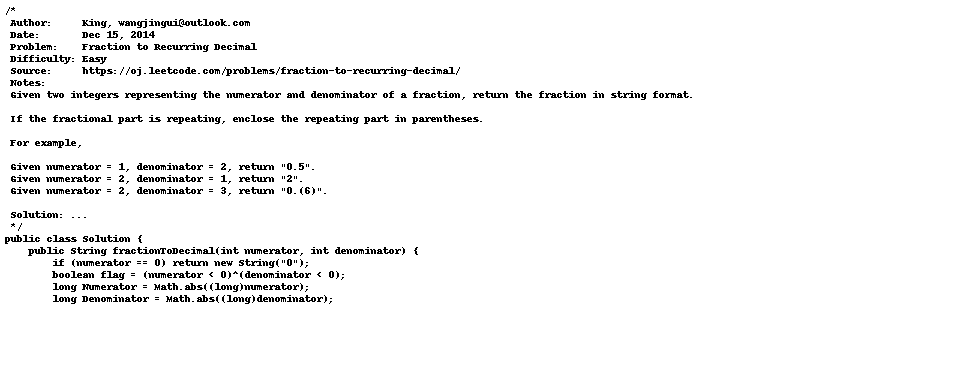 /*
Author: King, wangjingui@outlook.com
Date: Dec 15, 2014
Problem: Fraction to Recurring Decimal
Difficulty: Easy
Source: https://oj.leetcode.com/problems/fraction-to-recurring-decimal/
Notes:
Given two integers representing the numerator and denominator of a fraction, return the fraction in string format.
If the fractional part is repeating, enclose the repeating part in parentheses.
For example,
Given numerator = 1, denominator = 2, return "0.5".
Given numerator = 2, denominator = 1, return "2".
Given numerator = 2, denominator = 3, return "0.(6)".
Solution: ...
*/
public class Solution {
    public String fractionToDecimal(int numerator, int denominator) {
        if (numerator == 0) return new String("0");
        boolean flag = (numerator < 0)^(denominator < 0);
        long Numerator = Math.abs((long)numerator);
        long Denominator = Math.abs((long)denominator);